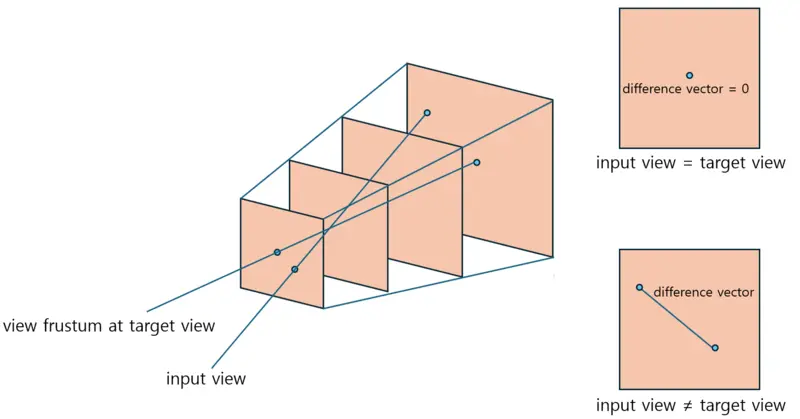 difference vector = 0
input view = target view
difference vector
view frustum at target view
input view
input view ≠ target view